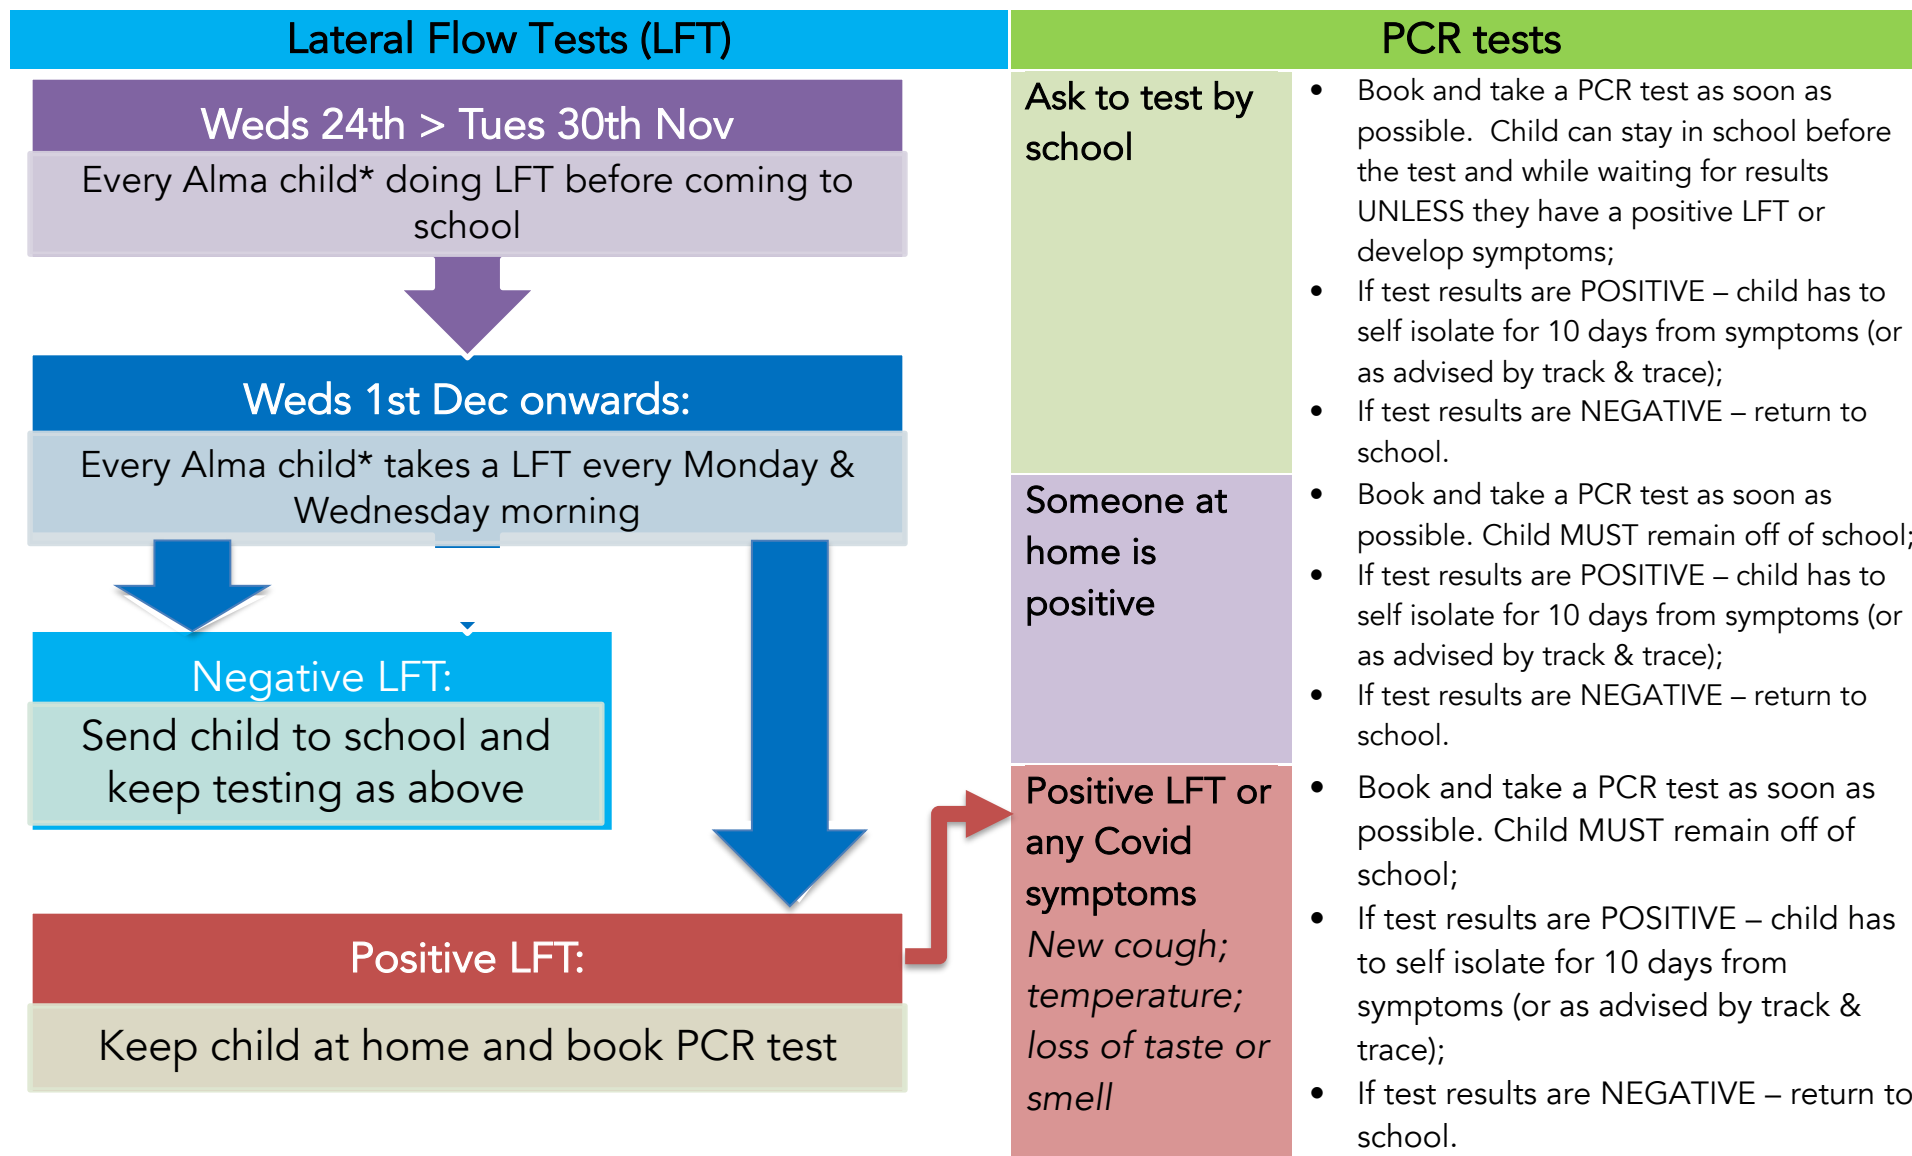 Lateral Flow Tests (LFT)
Weds 24th > Tues 30th Nov
Every Alma child* doing LFT before coming to
school
Weds 1st Dec onwards:
Every Alma child* takes a LFT every Monday &
Wednesday morning
Negative LFT:
Send child to school and
keep testing as above
Positive LFT:
Keep child at home and book PCR test
PCR tests
Ask to test by
school
• Book and take a PCR test as soon as
possible.  Child can stay in school before
the test and while waiting for results
UNLESS they have a positive LFT or
develop symptoms;
• If test results are POSITIVE – child has to
self isolate for 10 days from symptoms (or
as advised by track & trace);
• If test results are NEGATIVE – return to
school.
Someone at
home is
positive
• Book and take a PCR test as soon as
possible. Child MUST remain off of school;
• If test results are POSITIVE – child has to
self isolate for 10 days from symptoms (or
as advised by track & trace);
• If test results are NEGATIVE – return to
school.
Positive LFT or
any Covid
symptoms
New cough;
temperature;
loss of taste or
smell
• Book and take a PCR test as soon as
possible. Child MUST remain off of
school;
• If test results are POSITIVE – child has
to self isolate for 10 days from
symptoms (or as advised by track &
trace);
• If test results are NEGATIVE – return to
school.